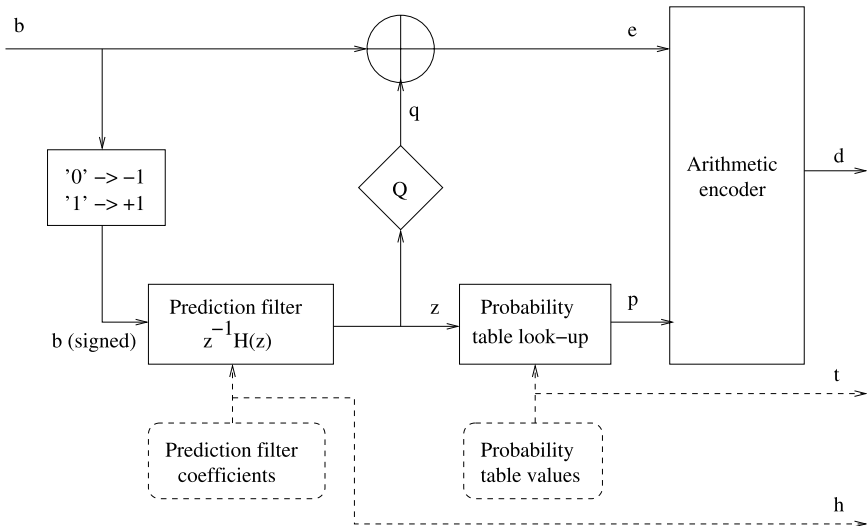 b
e
q
'0' −> −1
'1' −> +1
Q
Arithmetic
encoder
d
Prediction filter
z^−1 H(z)
z
Probability
table look−up
p
b (signed)
t
Prediction filter
coefficients
Probability
table values
h